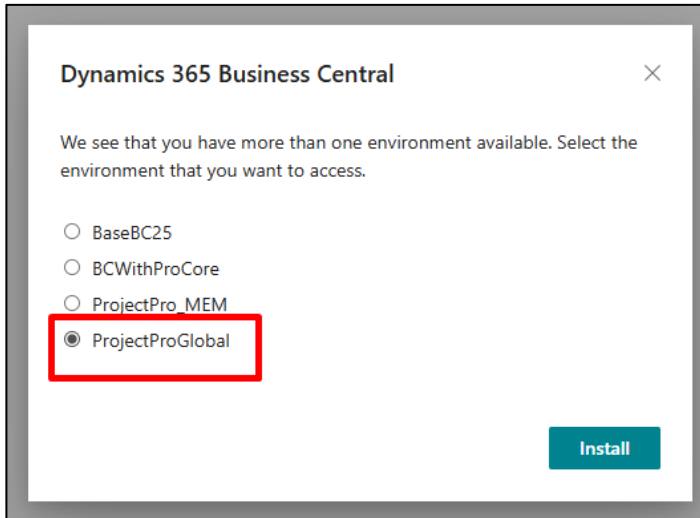 Dynamics 365 Business Central
We see that you have more than one environment available. Select the
environment that you want to access.
BaseBC25
BCWithProCore
ProjectPro_MEM
ProjectProGlobal
Install